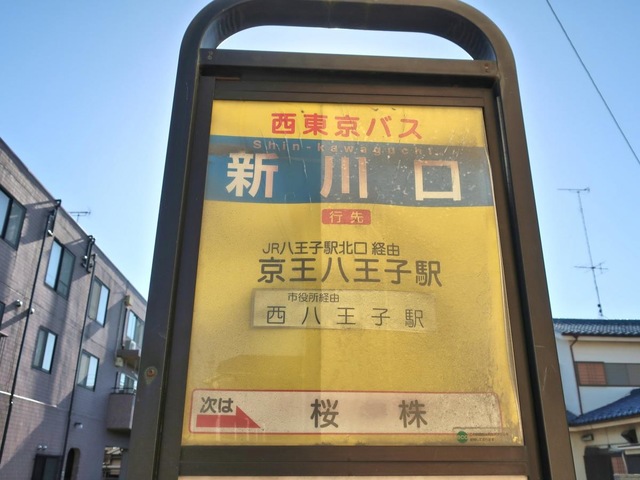 西東京バス
Shin-kawaguchi
新川口
行先
JR八王子駅北口 経由
京王八王子駅
市役所経由
西八王子駅
次は
桜株